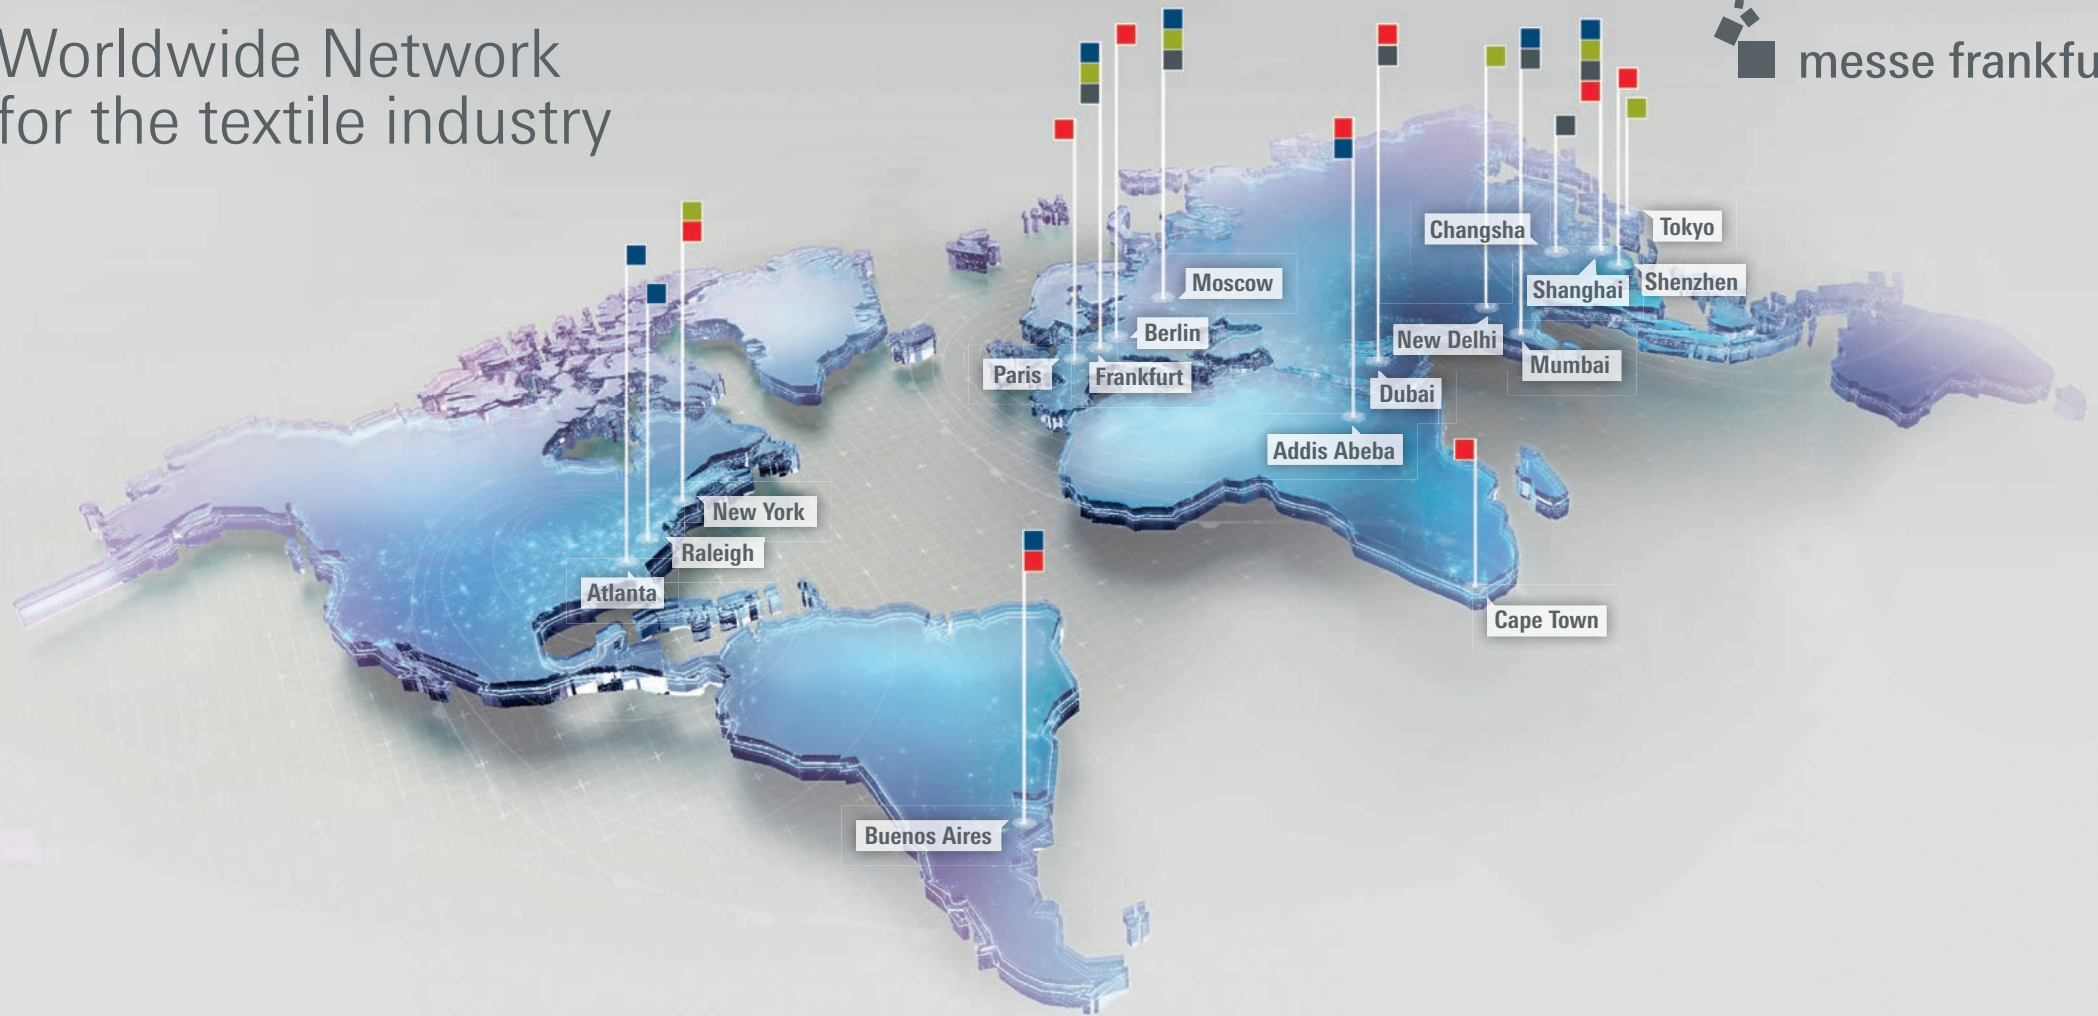 Worldwide Network
for the textile industry
messe frankfu
Changsha
Tokyo
Moscow
Shanghai
Shenzhen
Berlin
New Delhi
Mumbai
Paris
Frankfurt
Dubai
Addis Abeba
New York
Raleigh
Atlanta
Cape Town
Buenos Aires